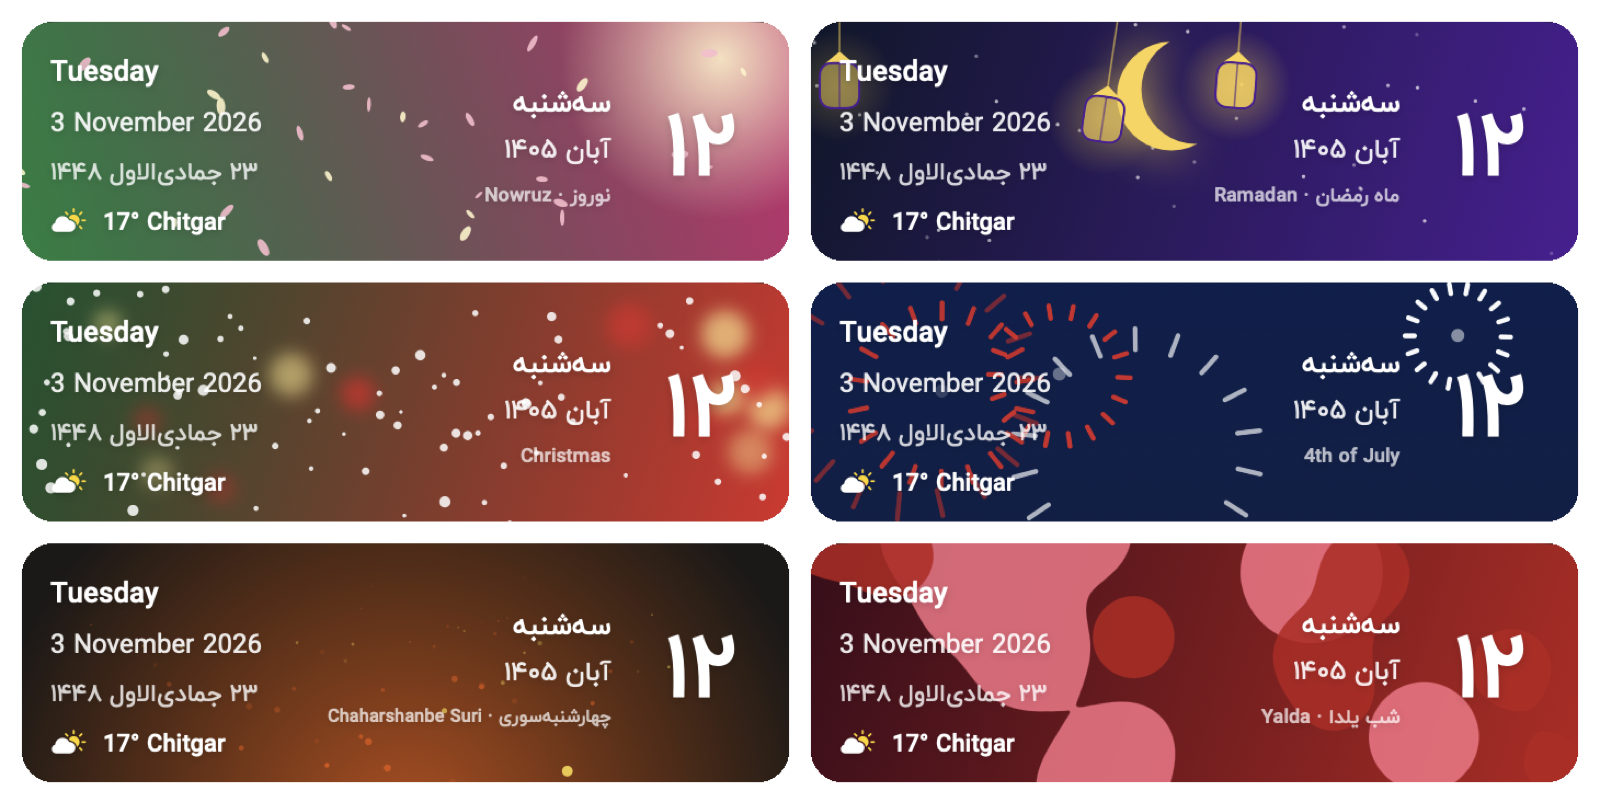 Tuesday
3 November 2026
۲۳ جمادی‌الاول ۱۴۴۸
17° Chitgar
سه‌شنبه
آبان ۱۴۰۵
نوروز · Nowruz
۱۲
Tuesday
3 November 2026
۲۳ جمادی‌الاول ۱۴۴۸
17° Chitgar
سه‌شنبه
آبان ۱۴۰۵
ماه رمضان · Ramadan
۱۲
Tuesday
3 November 2026
۲۳ جمادی‌الاول ۱۴۴۸
17° Chitgar
سه‌شنبه
آبان ۱۴۰۵
Christmas
۱۲
Tuesday
3 November 2026
۲۳ جمادی‌الاول ۱۴۴۸
17° Chitgar
سه‌شنبه
آبان ۱۴۰۵
4th of July
۱۲
Tuesday
3 November 2026
۲۳ جمادی‌الاول ۱۴۴۸
17° Chitgar
سه‌شنبه
آبان ۱۴۰۵
چهارشنبه‌سوری · Chaharshanbe Suri
۱۲
Tuesday
3 November 2026
۲۳ جمادی‌الاول ۱۴۴۸
17° Chitgar
سه‌شنبه
آبان ۱۴۰۵
شب یلدا · Yalda
۱۲